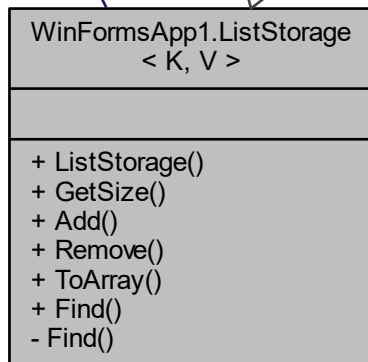 WinFormsApp1.ListStorage
< K, V >
+ ListStorage()
+ GetSize()
+ Add()
+ Remove()
+ ToArray()
+ Find()
- Find()